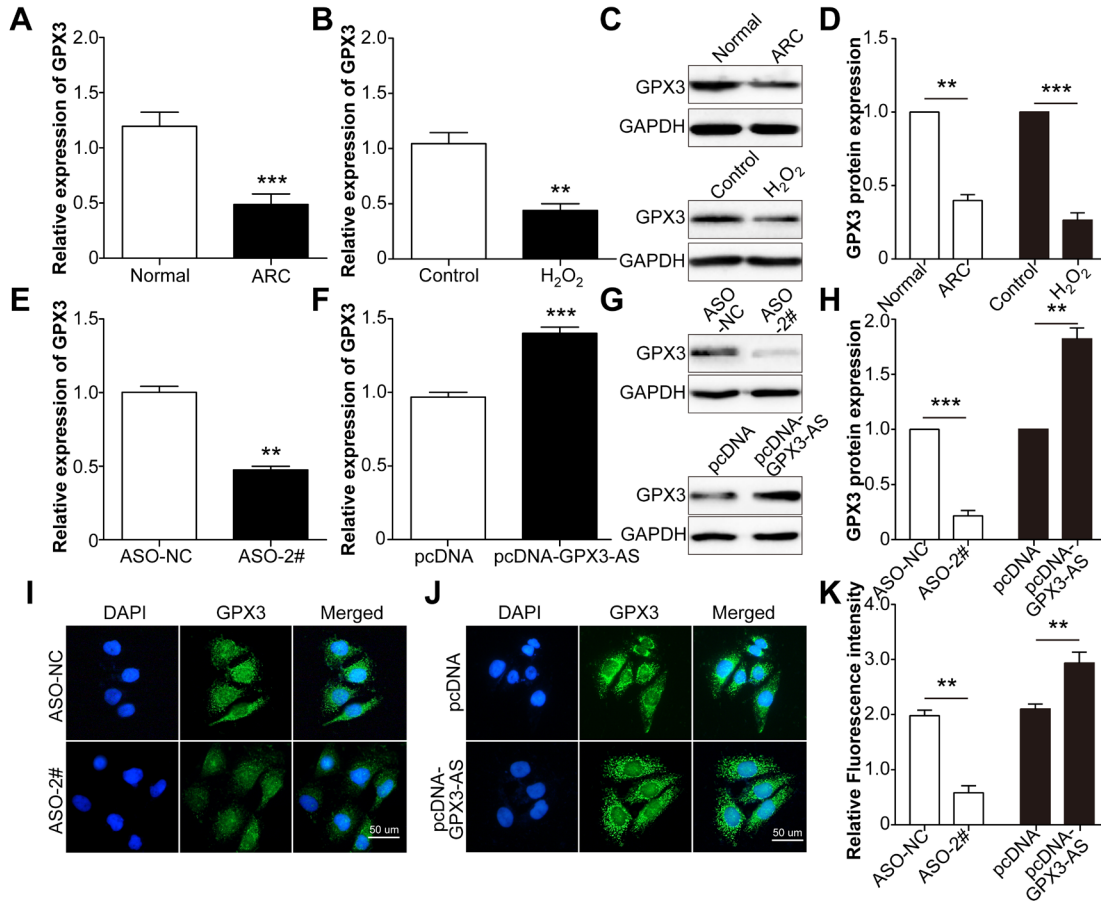 A
Relative expression of GPX3
2.0
1.5
1.0
0.5
0
***
Normal
ARC
B
Relative expression of GPX3
2.0
1.5
1.0
0.5
0
**
Control
H₂O₂
C
Normal
ARC
GPX3
GAPDH
Control
H₂O₂
GPX3
GAPDH
D
GPX3 protein expression
1.5
1.0
0.5
0
**
***
Normal
ARC
Control
H₂O₂
E
Relative expression of GPX3
1.5
1.0
0.5
0
**
ASO-NC
ASO-2#
F
Relative expression of GPX3
1.5
1.0
0.5
0
***
pcDNA
pcDNA-GPX3-AS
G
ASO
-NC
ASO
-2#
GPX3
GAPDH
pcDNA
pcDNA-
GPX3-AS
GPX3
GAPDH
H
GPX3 protein expression
2.0
1.5
1.0
0.5
0
***
**
ASO-NC
ASO-2#
pcDNA
pcDNA-
GPX3-AS
I
DAPI
GPX3
Merged
ASO-NC
ASO-2#
50 um
J
DAPI
GPX3
Merged
pcDNA
pcDNA-
GPX3-AS
50 um
K
Relative Fluorescence intensity
4.0
3.0
2.0
1.0
0.0
**
**
ASO-NC
ASO-2#
pcDNA
pcDNA-
GPX3-AS